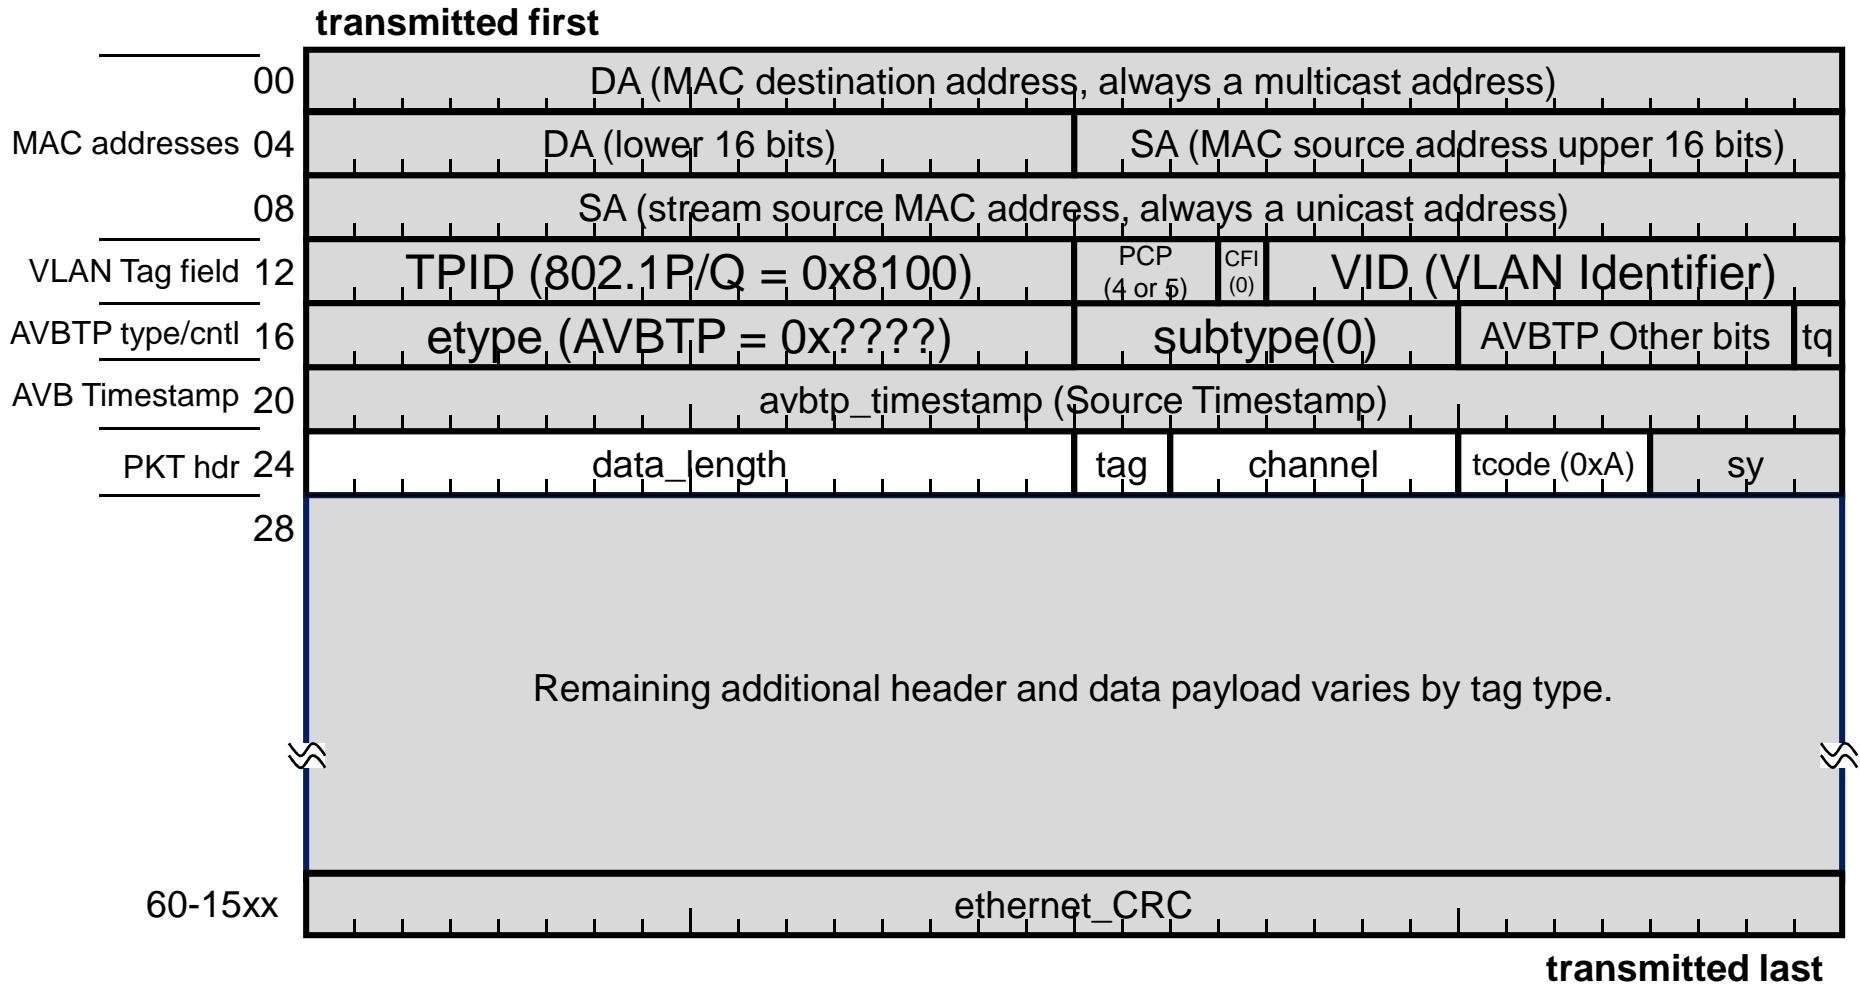 transmitted first
00 DA (MAC destination address, always a multicast address)
MAC addresses 04 DA (lower 16 bits) SA (MAC source address upper 16 bits)
08 SA (stream source MAC address, always a unicast address)
VLAN Tag field 12 TPID (802.1P/Q = 0x8100) PCP (4 or 5) CFI (0) VID (VLAN Identifier)
AVBTP type/cntl 16 etype (AVBTP = 0x????) subtype(0) AVBTP Other bits tq
AVB Timestamp 20 avbtp_timestamp (Source Timestamp)
PKT hdr 24 data_length tag channel tcode (0xA) sy
28
Remaining additional header and data payload varies by tag type.
60-15xx ethernet_CRC
transmitted last